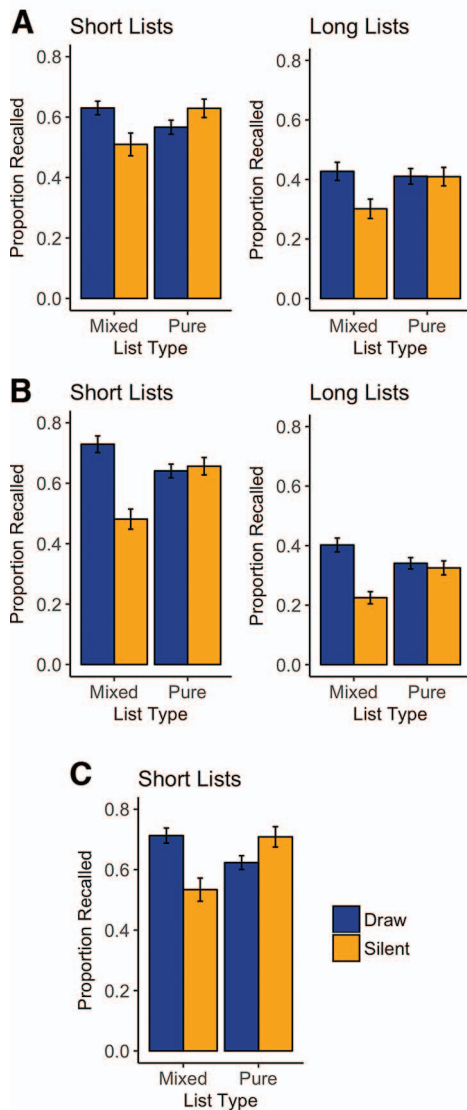 A
Short Lists
Long Lists
Proportion Recalled
0.8
0.6
0.4
0.2
0.0
Mixed Pure
List Type
Proportion Recalled
0.8
0.6
0.4
0.2
0.0
Mixed Pure
List Type
B
Short Lists
Long Lists
Proportion Recalled
0.8
0.6
0.4
0.2
0.0
Mixed Pure
List Type
Proportion Recalled
0.8
0.6
0.4
0.2
0.0
Mixed Pure
List Type
C
Short Lists
Proportion Recalled
0.8
0.6
0.4
0.2
0.0
Mixed Pure
List Type
Draw
Silent